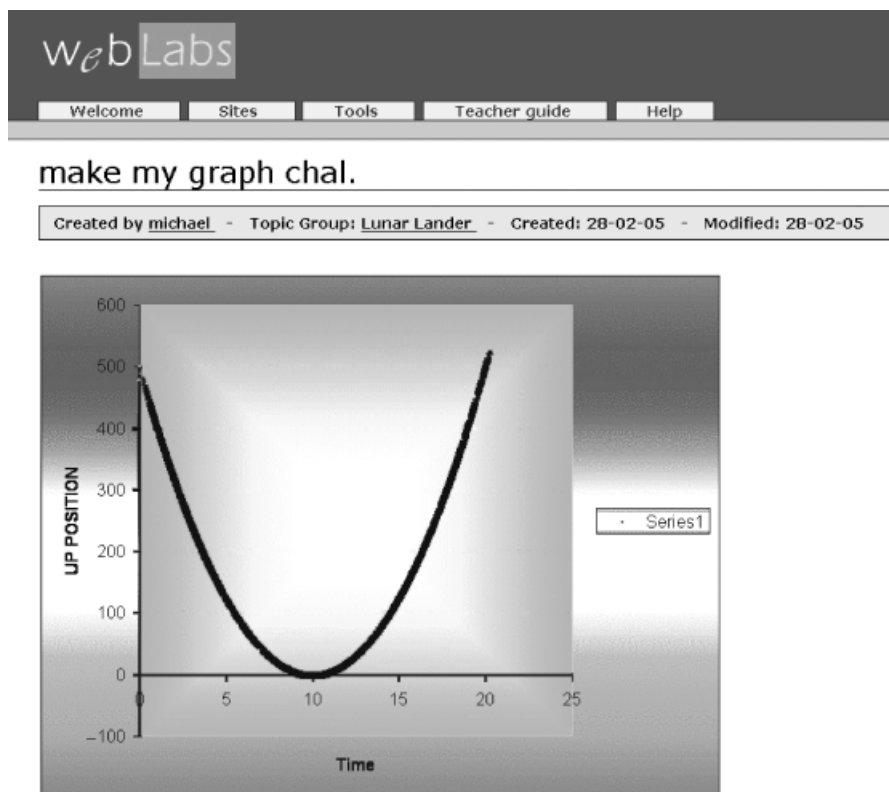 webLabs
Welcome Sites Tools Teacher guide Help
make my graph chal.
Created by michael - Topic Group: Lunar Lander - Created: 28-02-05 - Modified: 28-02-05
600
500
400
300
200
100
0
–100
UP POSITION
0 5 10 15 20 25
Time
Series1